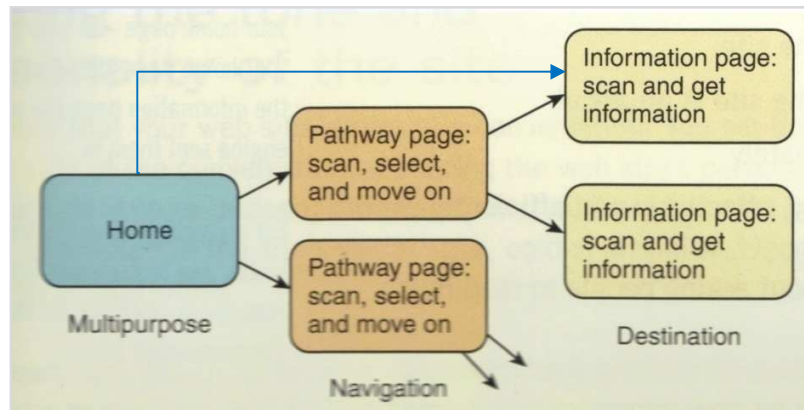 Home
Multipurpose
Pathway page:
scan, select,
and move on
Pathway page:
scan, select,
and move on
Navigation
Information page:
scan and get
information
Information page:
scan and get
information
Destination